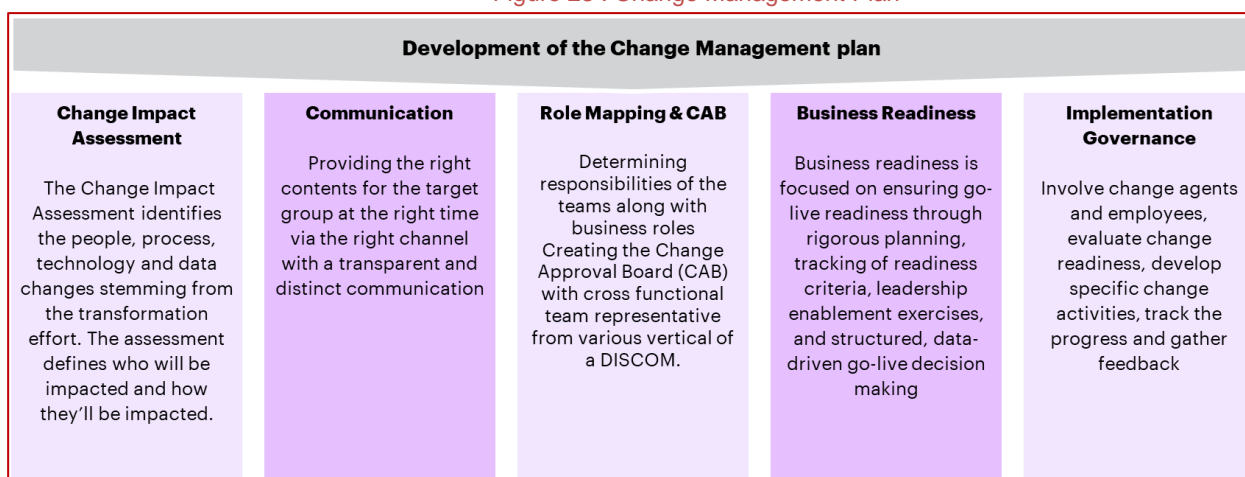 Development of the Change Management plan
Change Impact
Assessment
The Change Impact
Assessment identifies
the people, process,
technology and data
changes stemming from
the transformation
effort. The assessment
defines who will be
impacted and how
they'll be impacted.
Communication
Providing the right
contents for the target
group at the right time
via the right channel
with a transparent and
distinct communication
Role Mapping & CAB
Determining
responsibilities of the
teams along with
business roles
Creating the Change
Approval Board (CAB)
with cross functional
team representative
from various vertical of
a DISCOM.
Business Readiness
Business readiness is
focused on ensuring go-
live readiness through
rigorous planning,
tracking of readiness
criteria, leadership
enablement exercises,
and structured, data-
driven go-live decision
making
Implementation
Governance
Involve change agents
and employees,
evaluate change
readiness, develop
specific change
activities, track the
progress and gather
feedback